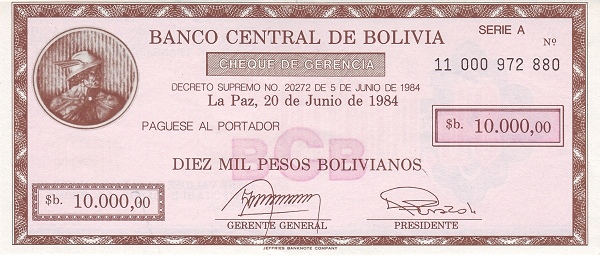 BANCO CENTRAL DE BOLIVIA
SERIE A
CHEQUE DE GERENCIA
Nº
11 000 972 880
DECRETO SUPREMO NO. 20272 DE 5 DE JUNIO DE 1984
La Paz, 20 de Junio de 1984
PAGUESE AL PORTADOR
$b. 10.000,00
BCB
DIEZ MIL PESOS BOLIVIANOS
$b. 10.000,00
GERENTE GENERAL
PRESIDENTE
JEFFRIES BANKNOTE COMPANY